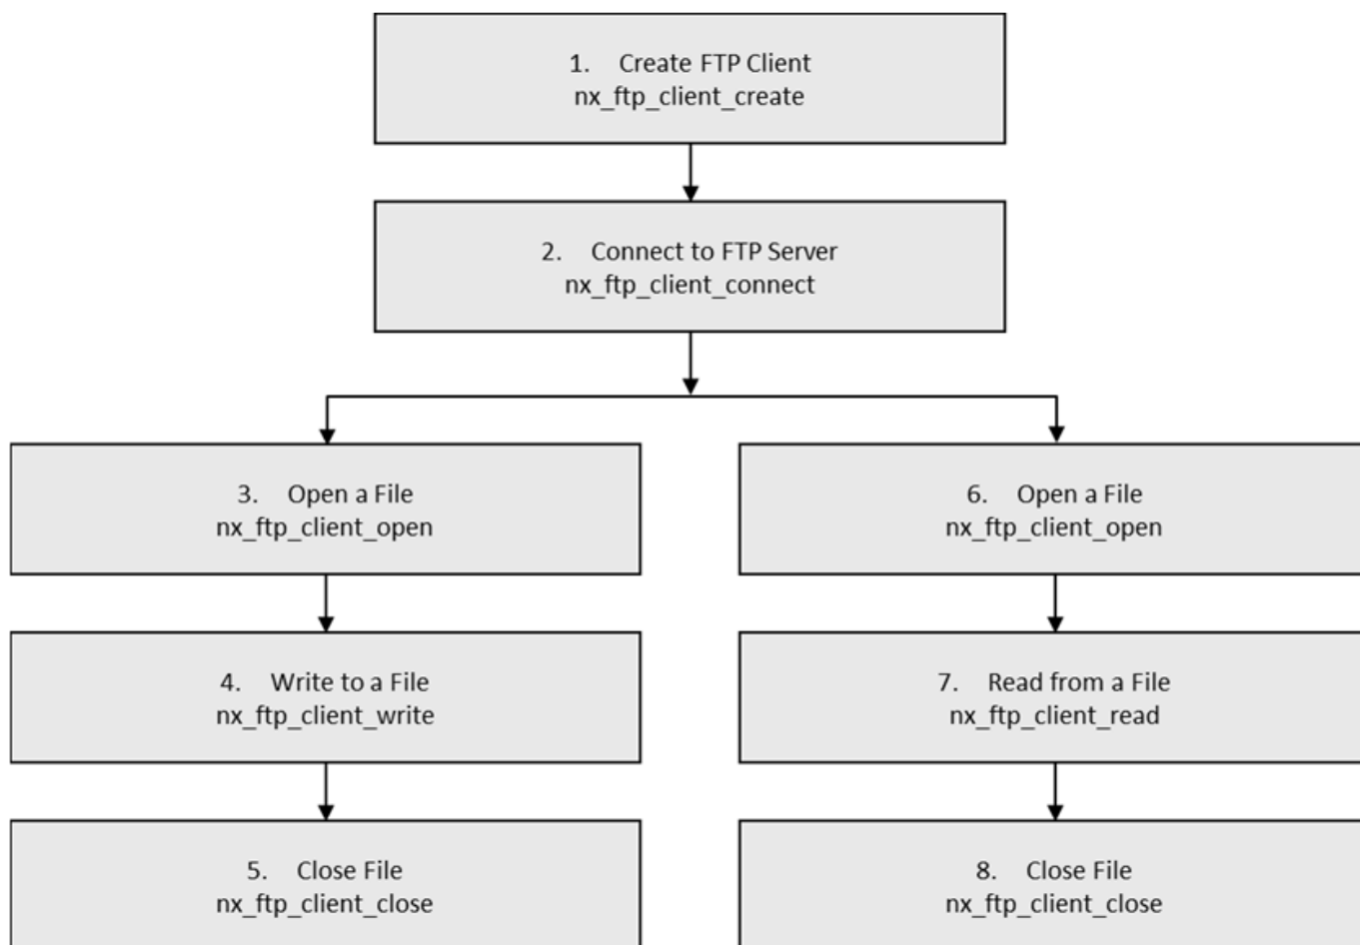 1. Create FTP Client
nx_ftp_client_create
2. Connect to FTP Server
nx_ftp_client_connect
3. Open a File
nx_ftp_client_open
4. Write to a File
nx_ftp_client_write
5. Close File
nx_ftp_client_close
6. Open a File
nx_ftp_client_open
7. Read from a File
nx_ftp_client_read
8. Close File
nx_ftp_client_close